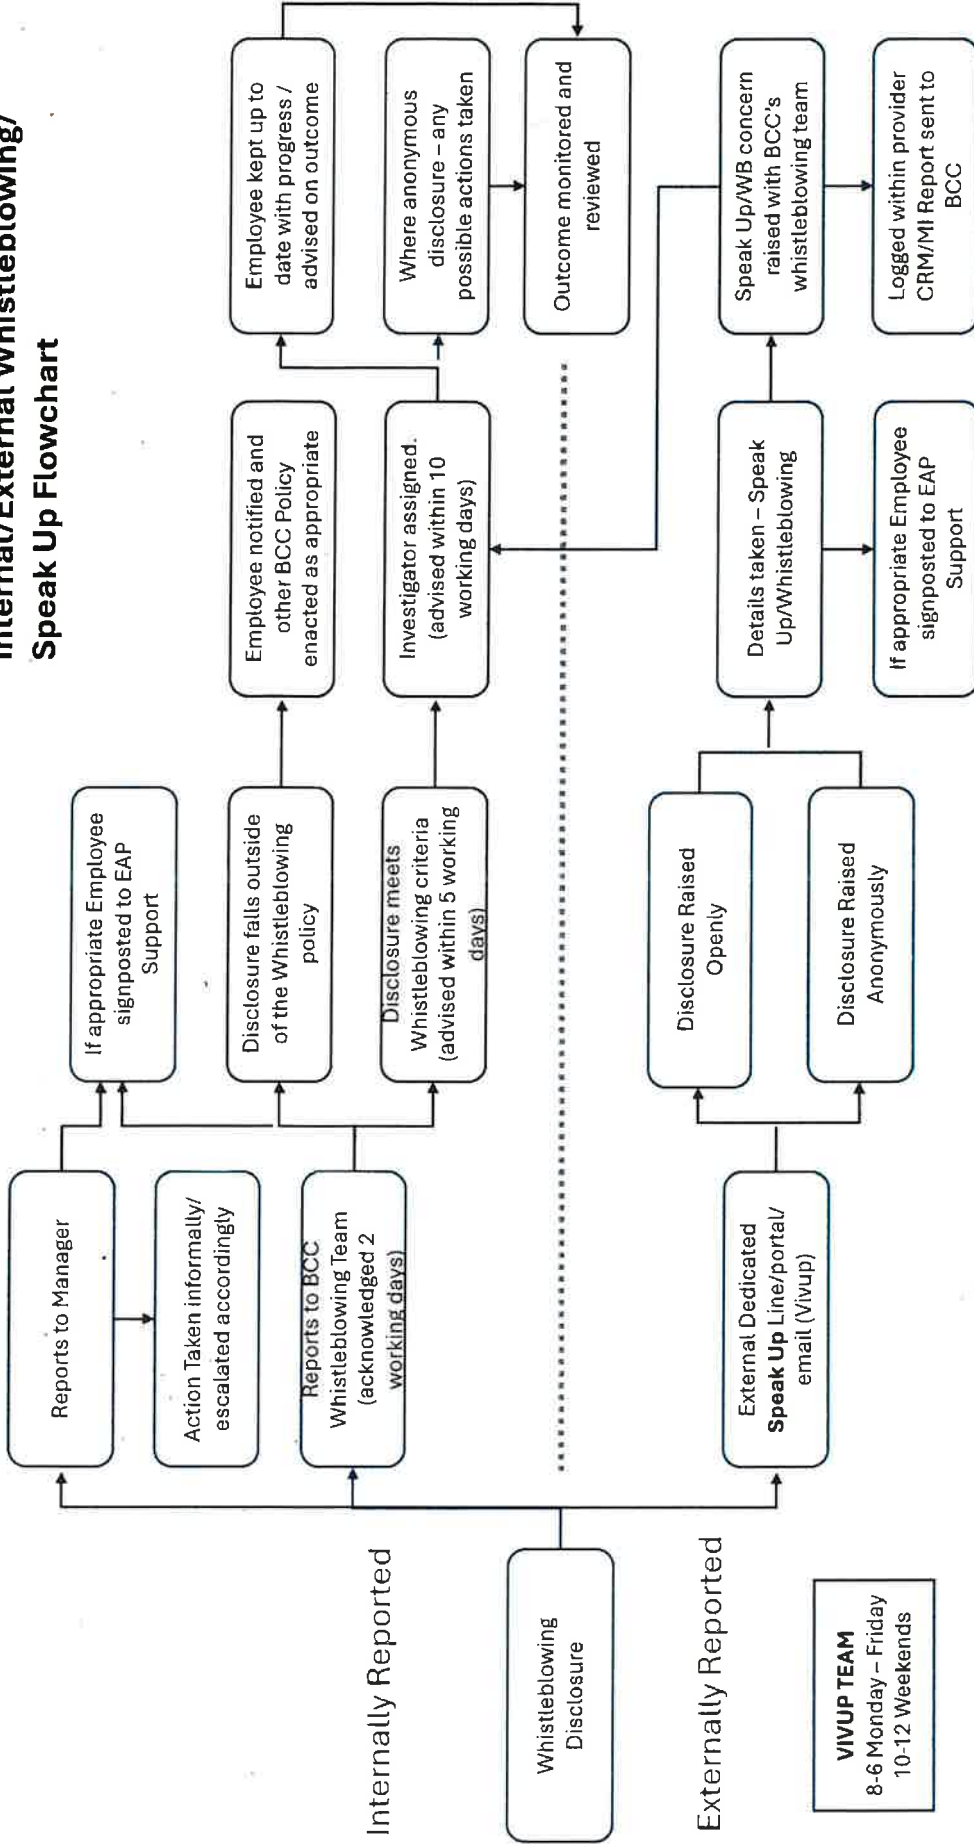 Internal/External Whistleblowing/
Speak Up Flowchart
Internally Reported
Whistleblowing
Disclosure
Externally Reported
VIVUP TEAM
8-6 Monday – Friday
10-12 Weekends
Reports to Manager
Action Taken informally/
escalated accordingly
Reports to BCC
Whistleblowing Team
(acknowledged 2
working days)
If appropriate Employee
signposted to EAP
Support
Disclosure falls outside
of the Whistleblowing
policy
Disclosure meets
Whistleblowing criteria
(advised within 5 working
days)
Employee notified and
other BCC Policy
enacted as appropriate
Investigator assigned.
(advised within 10
working days)
Employee kept up to
date with progress /
advised on outcome
Where anonymous
disclosure – any
possible actions taken
Outcome monitored and
reviewed
External Dedicated
Speak Up Line/portal/
email (Vivup)
Disclosure Raised
Openly
Disclosure Raised
Anonymously
Details taken – Speak
Up/Whistleblowing
If appropriate Employee
signposted to EAP
Support
Speak Up/WB concern
raised with BCC's
whistleblowing team
Logged within provider
CRM/MI Report sent to
BCC